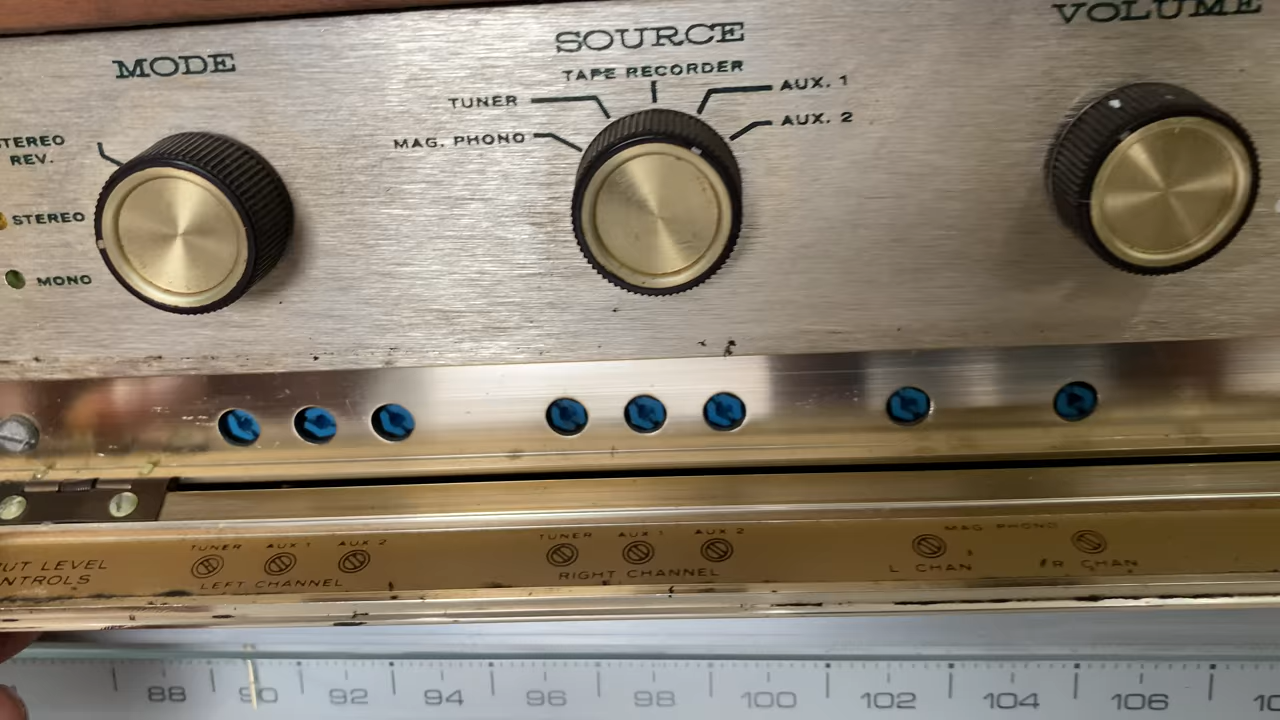 MODE
SOURCE
VOLUME
TAPE RECORDER
TUNER
AUX. 1
MAG. PHONO
AUX. 2
TEREO
REV.
STEREO
MONO
UT LEVEL
NTROLS
TUNER AUX 1 AUX 2
LEFT CHANNEL
TUNER AUX 1 AUX 2
RIGHT CHANNEL
MAG PHONO
L CHAN
R CHAN
88 90 92 94 96 98 100 102 104 106 10